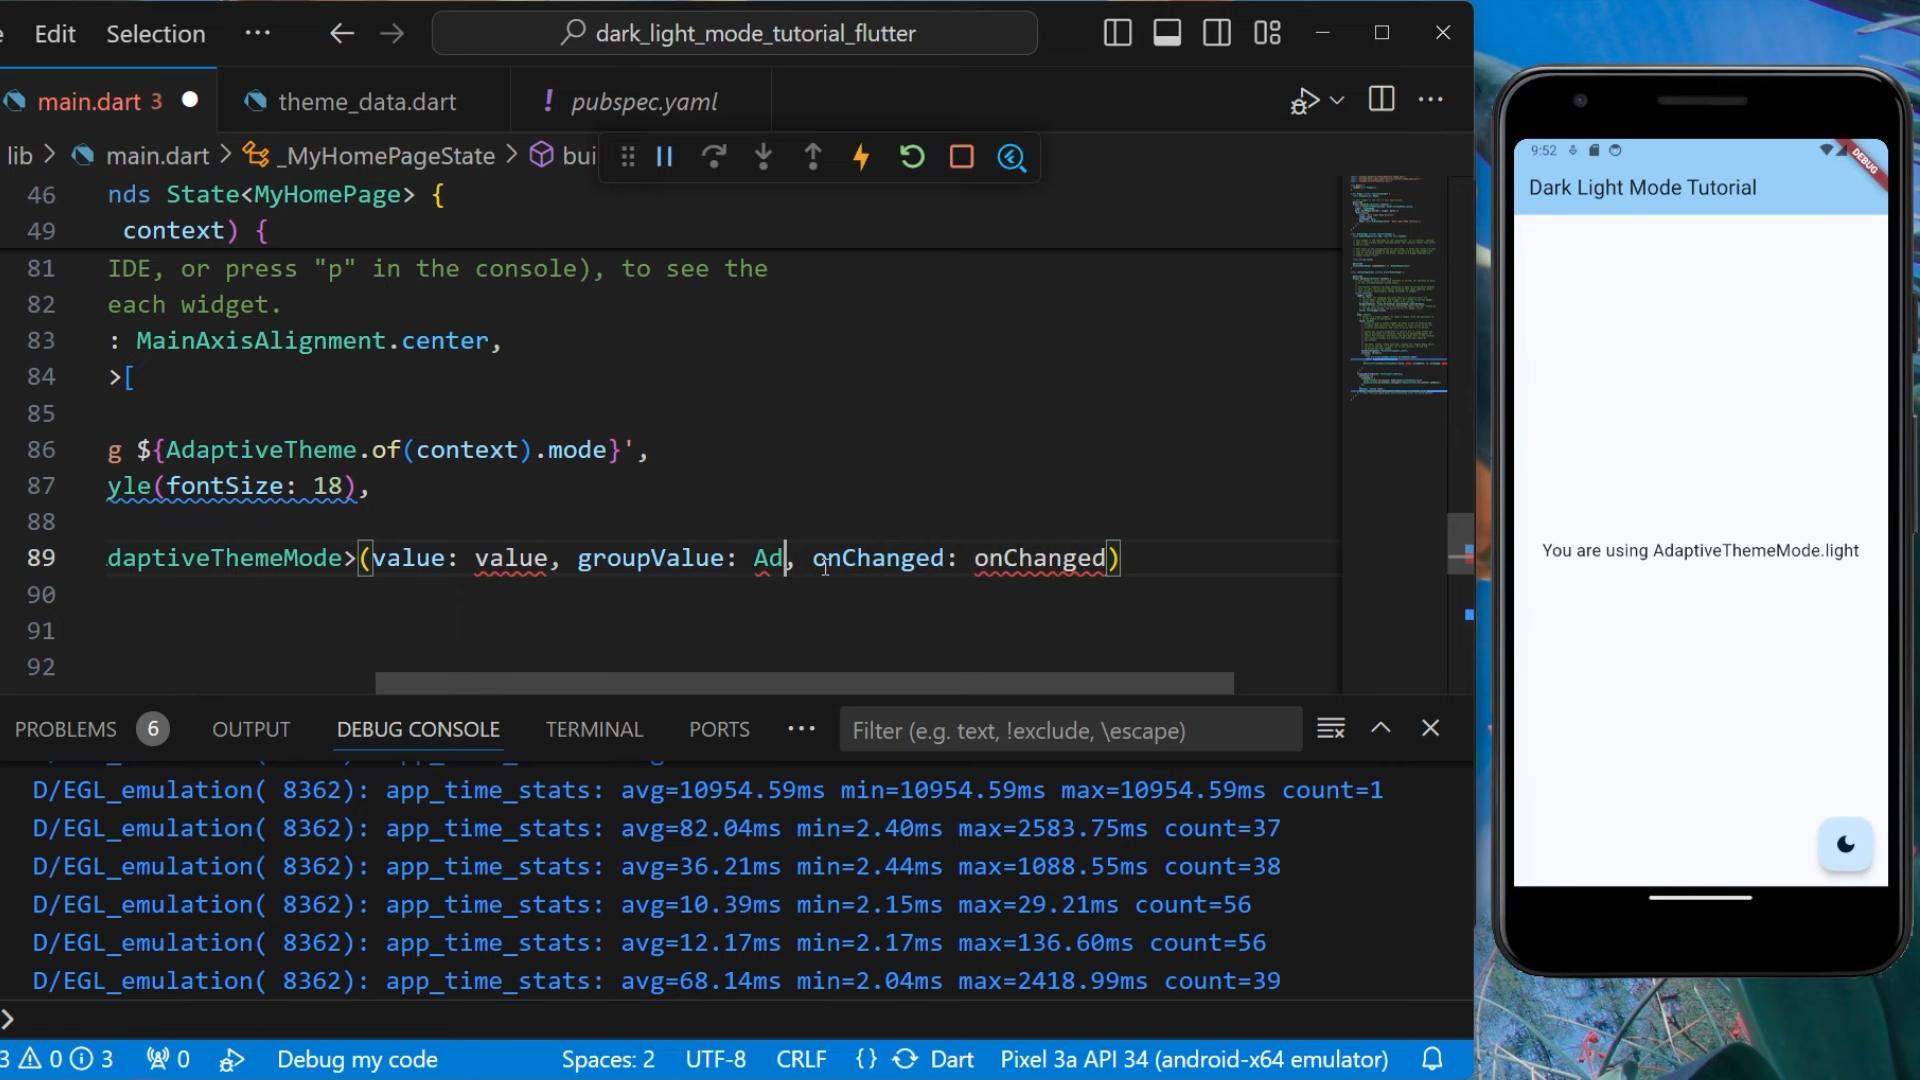 Edit Selection ··· dark_light_mode_tutorial_flutter
main.dart 3 theme_data.dart ! pubspec.yaml
lib > main.dart > _MyHomePageState > bui
46 nds State<MyHomePage> {
49 context) {
81 IDE, or press "p" in the console), to see the
82 each widget.
83 : MainAxisAlignment.center,
84 >[
85
86 g ${AdaptiveTheme.of(context).mode}',
87 yle(fontSize: 18),
88
89 daptiveThemeMode>(value: value, groupValue: Ad, onChanged: onChanged)
90
91
92
PROBLEMS 6 OUTPUT DEBUG CONSOLE TERMINAL PORTS ··· Filter (e.g. text, !exclude, \escape)
D/EGL_emulation( 8362): app_time_stats: avg=10954.59ms min=10954.59ms max=10954.59ms count=1
D/EGL_emulation( 8362): app_time_stats: avg=82.04ms min=2.40ms max=2583.75ms count=37
D/EGL_emulation( 8362): app_time_stats: avg=36.21ms min=2.44ms max=1088.55ms count=38
D/EGL_emulation( 8362): app_time_stats: avg=10.39ms min=2.15ms max=29.21ms count=56
D/EGL_emulation( 8362): app_time_stats: avg=12.17ms min=2.17ms max=136.60ms count=56
D/EGL_emulation( 8362): app_time_stats: avg=68.14ms min=2.04ms max=2418.99ms count=39
>
3 0 3 0 Debug my code Spaces: 2 UTF-8 CRLF {} Dart Pixel 3a API 34 (android-x64 emulator)
9:52
DEBUG
Dark Light Mode Tutorial
You are using AdaptiveThemeMode.light